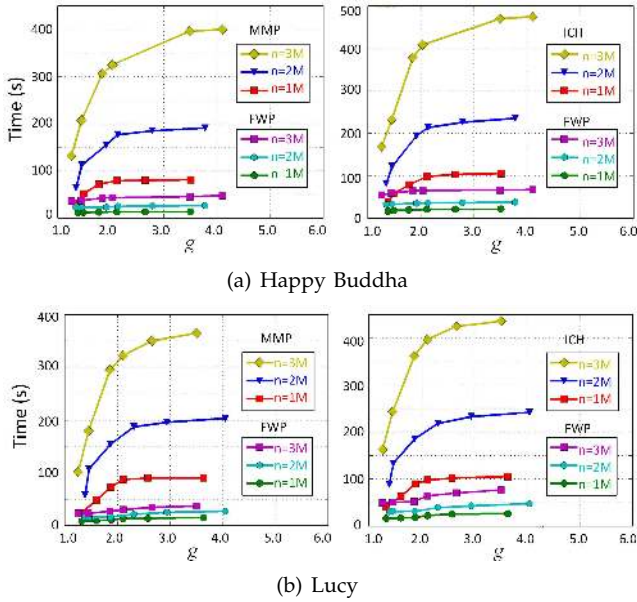 400
300
200
100
0
Time (s)
MMP
n=3M
n=2M
n=1M
FWP
n=3M
n=2M
n=1M
1.0 2.0 3.0 4.0 5.0 6.0
g
500
400
300
200
100
0
ICH
n=3M
n=2M
n=1M
FWP
n=3M
n=2M
n=1M
1.0 2.0 3.0 4.0 5.0 6.0
g
(a) Happy Buddha
400
300
200
100
0
Time (s)
MMP
n=3M
n=2M
n=1M
FWP
n=3M
n=2M
n=1M
1.0 2.0 3.0 4.0 5.0 6.0
g
400
300
200
100
0
ICH
n=3M
n=2M
n=1M
FWP
n=3M
n=2M
n=1M
1.0 2.0 3.0 4.0 5.0 6.0
g
(b) Lucy